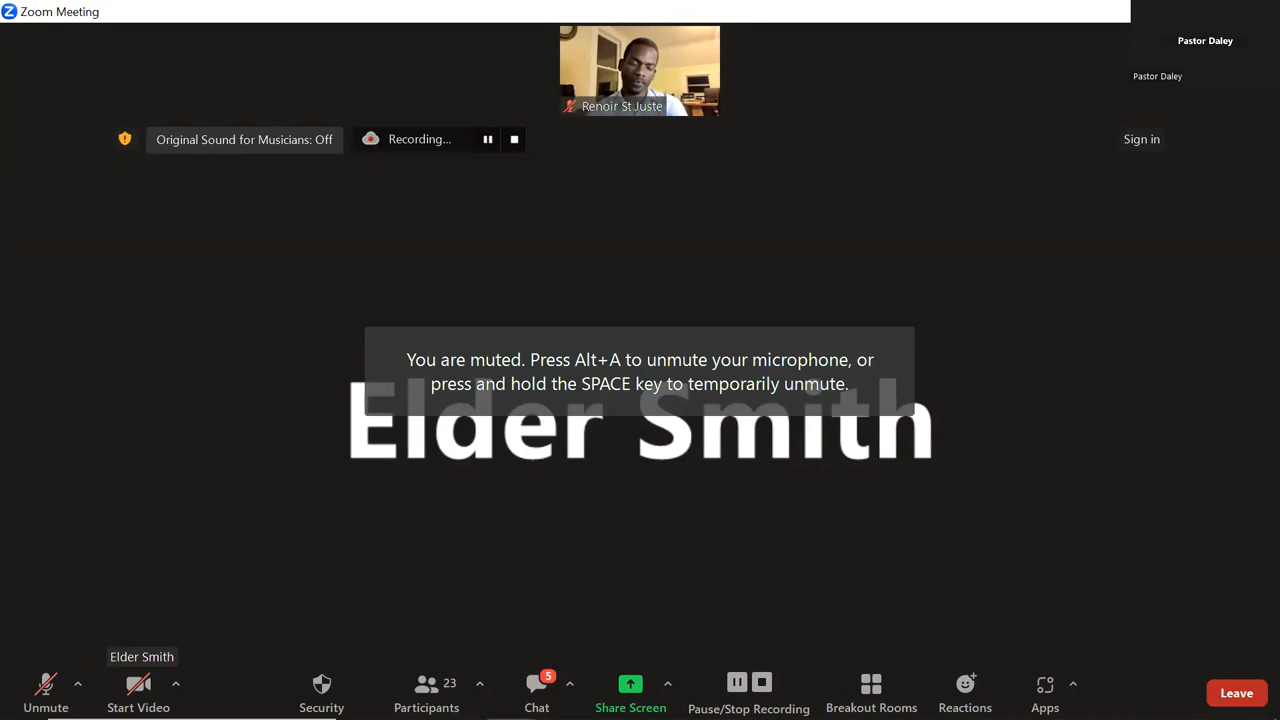 Zoom Meeting
Pastor Daley
Pastor Daley
Renoir St Juste
Original Sound for Musicians: Off
Recording...
Sign in
You are muted. Press Alt+A to unmute your microphone, or
press and hold the SPACE key to temporarily unmute.
Elder Smith
Elder Smith
Unmute
Start Video
Security
Participants
23
Chat
5
Share Screen
Pause/Stop Recording
Breakout Rooms
Reactions
Apps
Leave